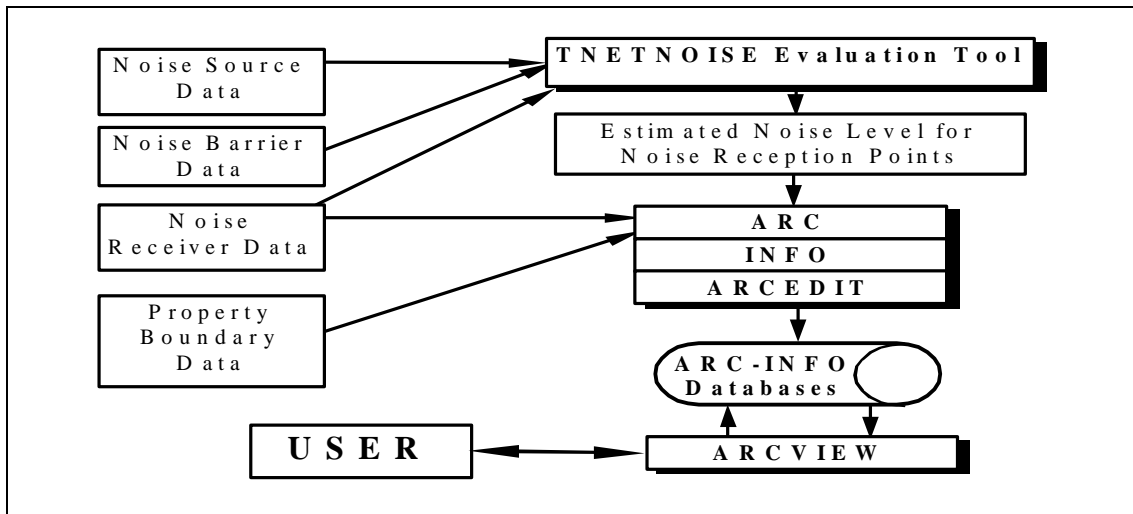 Noise Source
Data
Noise Barrier
Data
Noise
Receiver Data
Property
Boundary
Data
TNETNOISE Evaluation Tool
Estimated Noise Level for
Noise Reception Points
ARC
INFO
ARCEDIT
ARC-INFO
Databases
USER
ARCVIEW